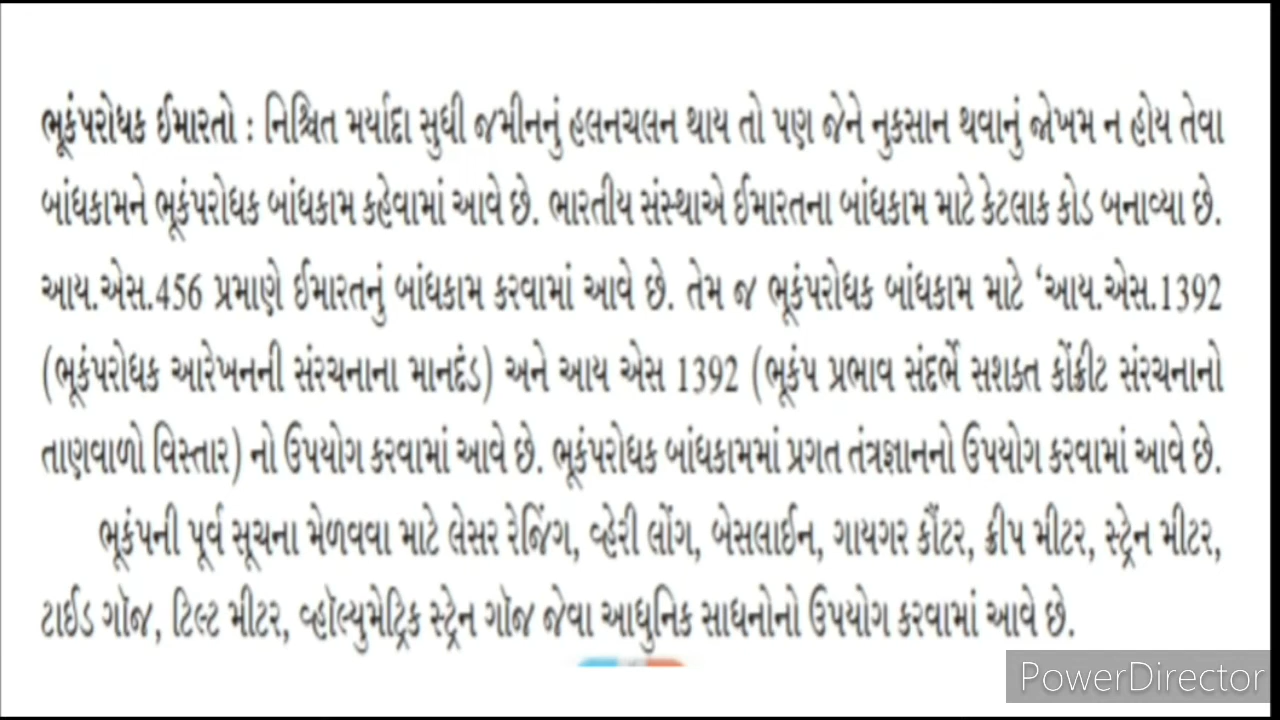 ભૂકંપરોધક ઈમારતો : નિશ્ચિત મર્યાદા સુધી જમીનનું હલનચલન થાય તો પણ જેને નુકસાન થવાનું જોખમ ન હોય તેવા
બાંધકામને ભૂકંપરોધક બાંધકામ કહેવામાં આવે છે. ભારતીય સંસ્થાએ ઈમારતના બાંધકામ માટે કેટલાક કોડ બનાવ્યા છે.
આય.એસ.456 પ્રમાણે ઈમારતનું બાંધકામ કરવામાં આવે છે. તેમ જ ભૂકંપરોધક બાંધકામ માટે ‘આય.એસ.1392
(ભૂકંપરોધક આરેખનની સંરચનાના માનદંડ) અને આય એસ 1392 (ભૂકંપ પ્રભાવ સંદર્ભે સશક્ત કોંક્રીટ સંરચનાનો
તાણવાળો વિસ્તાર) નો ઉપયોગ કરવામાં આવે છે. ભૂકંપરોધક બાંધકામમાં પ્રગત તંત્રજ્ઞાનનો ઉપયોગ કરવામાં આવે છે.
ભૂકંપની પૂર્વ સૂચના મેળવવા માટે લેસર રેન્જિંગ, વ્હેરી લોંગ, બેસલાઈન, ગાયગર કૌંટર, ક્રીપ મીટર, સ્ટ્રેન મીટર,
ટાઈડ ગૉજ, ટિલ્ટ મીટર, વ્હૉલ્યુમેટ્રિક સ્ટ્રેન ગૉજ જેવા આધુનિક સાધનોનો ઉપયોગ કરવામાં આવે છે.
PowerDirector